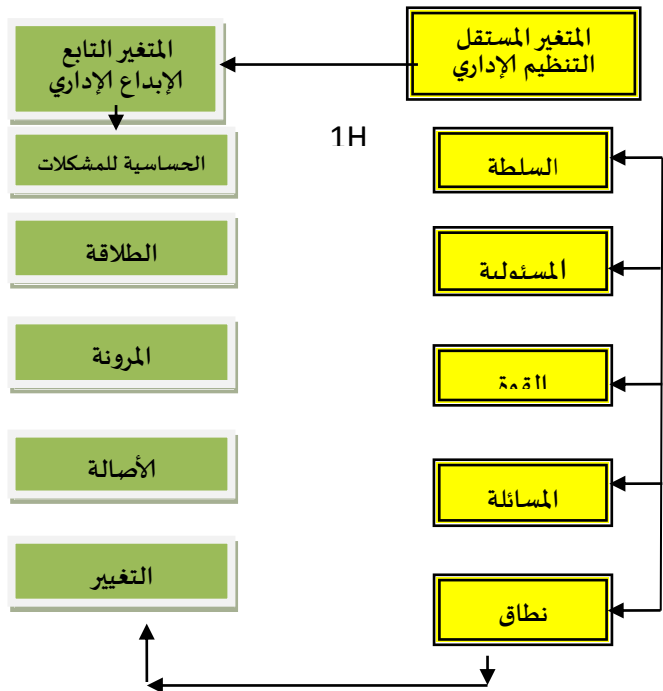 المتغير المستقل
التنظيم الإداري
المتغير التابع
الإبداع الإداري
1H
السلطة
الحساسية للمشكلات
المسئولية
الطلاقة
القوة
المرونة
المسائلة
الأصالة
نطاق
التغيير